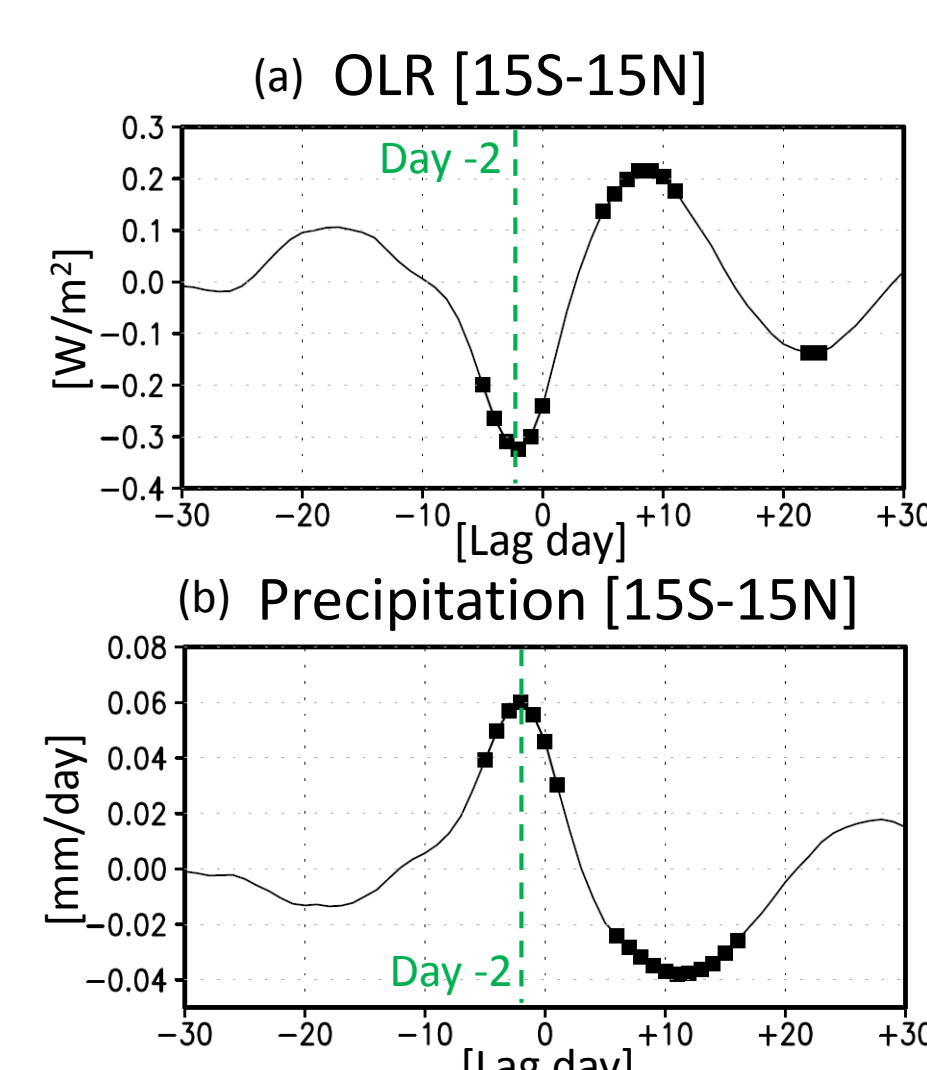 (a) OLR [15S-15N]
0.3
Day -2
0.2
0.1
0.0
−0.1
−0.2
−0.3
−0.4
[W/m²]
−30 −20 −10 0 +10 +20 +30
[Lag day]
(b) Precipitation [15S-15N]
0.08
0.06
0.04
0.02
0.00
−0.02
−0.04
[mm/day]
Day -2
−30 −20 −10 0 +10 +20 +30
[Lag day]